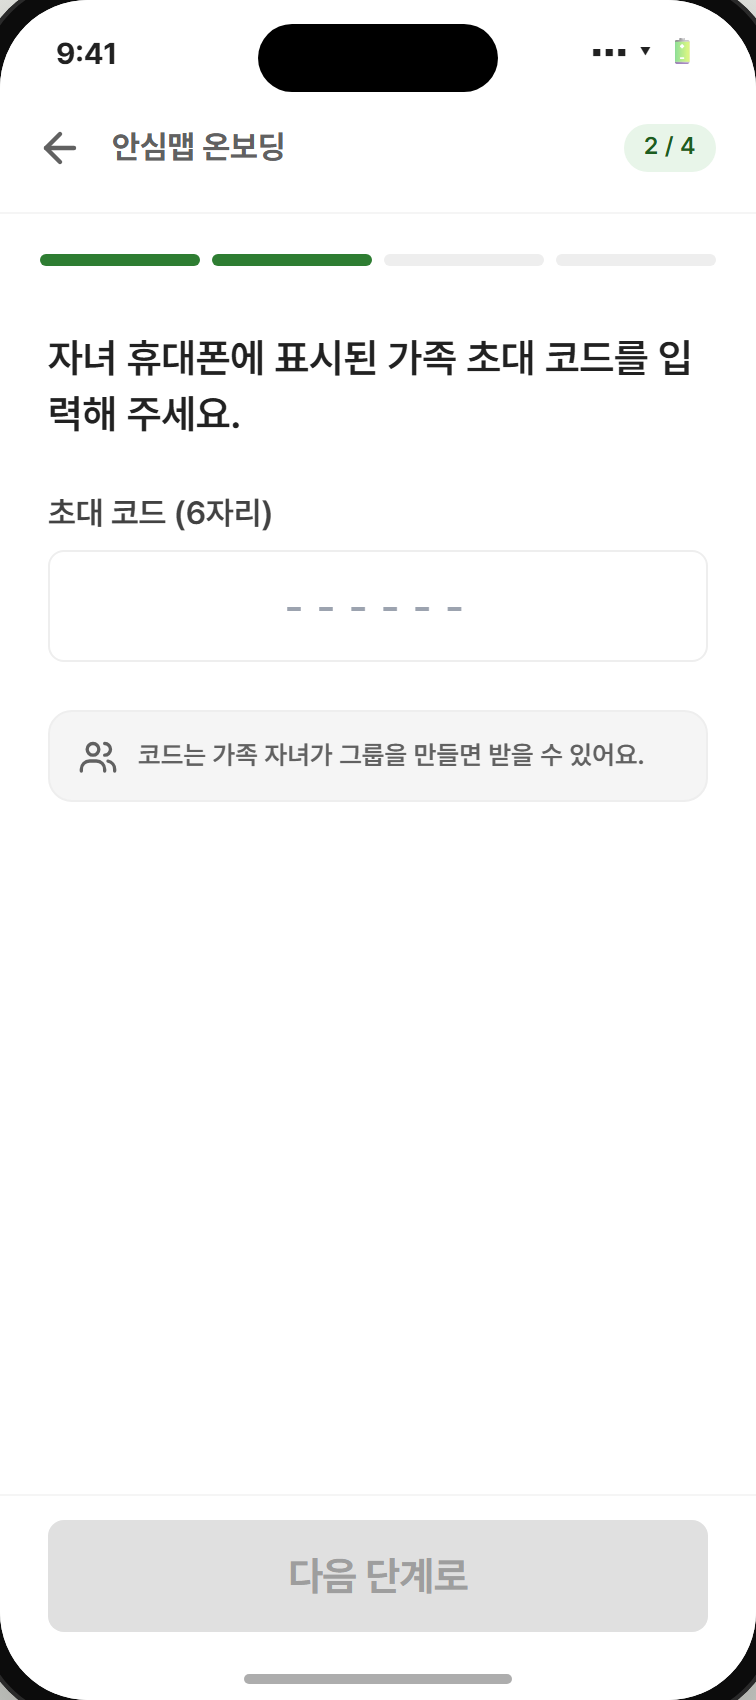 9:41
안심맵 온보딩
2 / 4
자녀 휴대폰에 표시된 가족 초대 코드를 입
력해 주세요.
초대 코드 (6자리)
- - - - - -
코드는 가족 자녀가 그룹을 만들면 받을 수 있어요.
다음 단계로